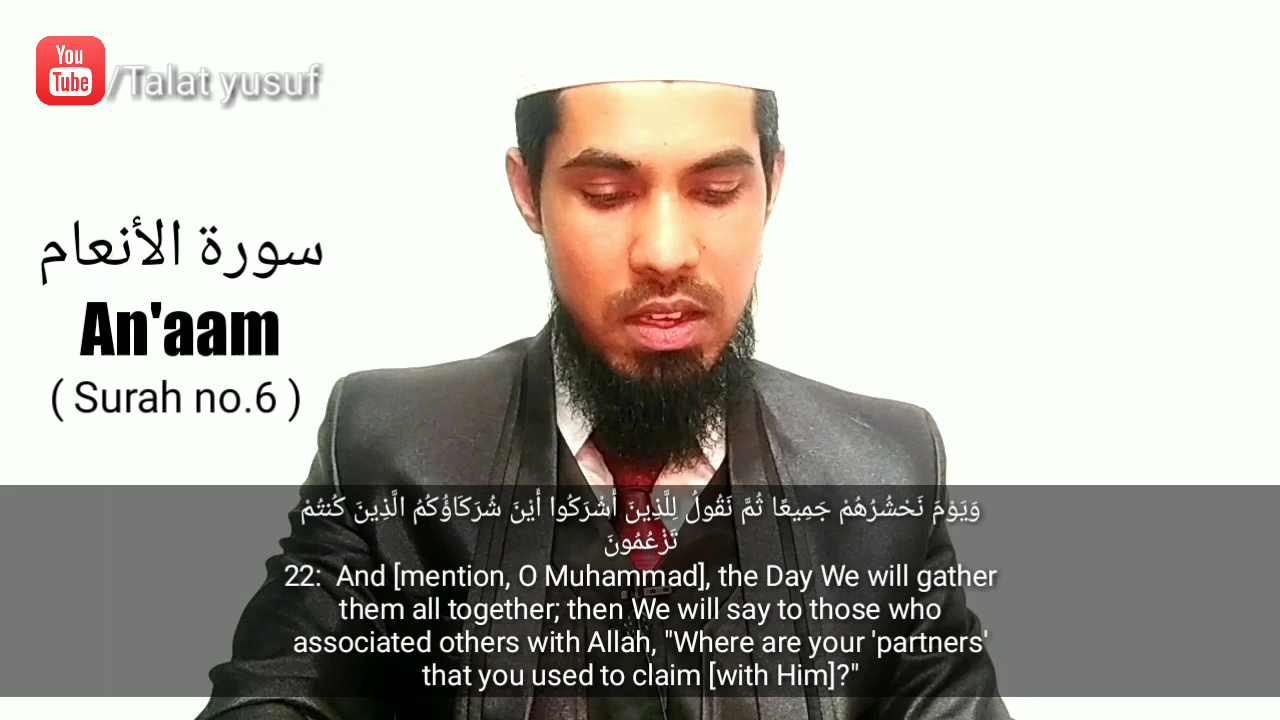 You
Tube
/Talat yusuf
سورة الأنعام
An'aam
( Surah no.6 )
وَيَوْمَ نَحْشُرُهُمْ جَمِيعًا ثُمَّ نَقُولُ لِلَّذِينَ أَشْرَكُوا أَيْنَ شُرَكَاؤُكُمُ الَّذِينَ كُنتُمْ
تَزْعُمُونَ
22: And [mention, O Muhammad], the Day We will gather
them all together; then We will say to those who
associated others with Allah, "Where are your 'partners'
that you used to claim [with Him]?"